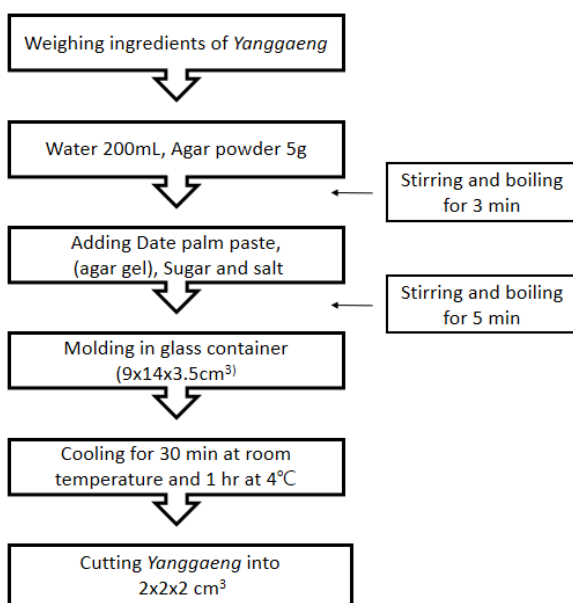 Weighing ingredients of Yanggaeng
Water 200mL, Agar powder 5g
Stirring and boiling
for 3 min
Adding Date palm paste,
(agar gel), Sugar and salt
Stirring and boiling
for 5 min
Molding in glass container
(9x14x3.5cm³⁾
Cooling for 30 min at room
temperature and 1 hr at 4℃
Cutting Yanggaeng into
2x2x2 cm³